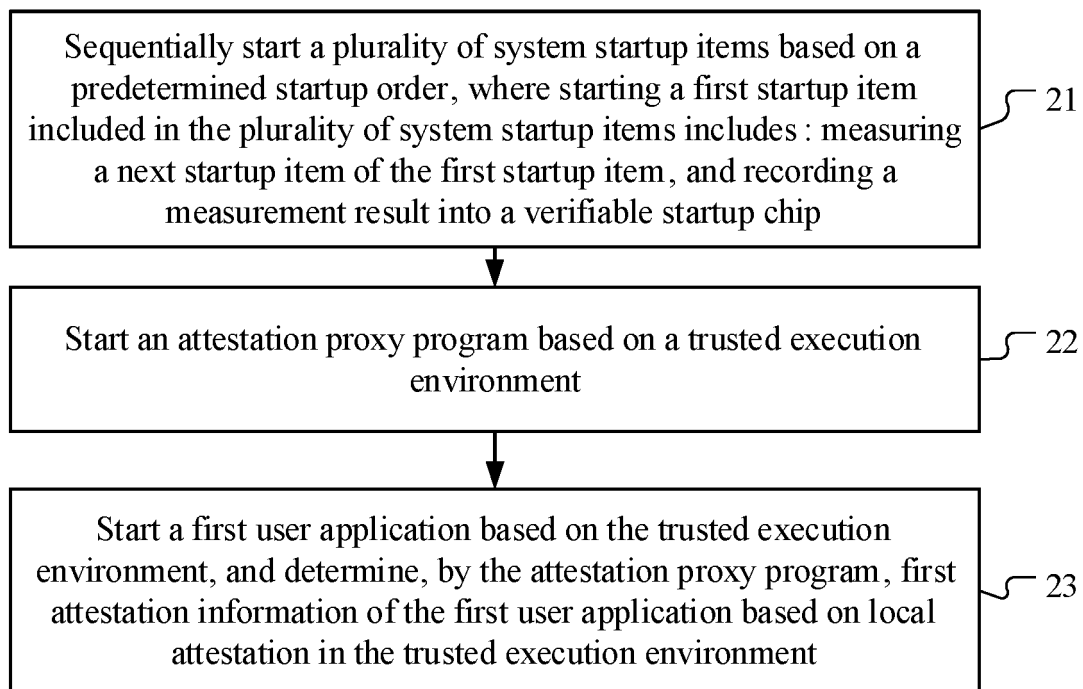 Sequentially start a plurality of system startup items based on a
predetermined startup order, where starting a first startup item
included in the plurality of system startup items includes : measuring
a next startup item of the first startup item, and recording a
measurement result into a verifiable startup chip
21
Start an attestation proxy program based on a trusted execution
environment
22
Start a first user application based on the trusted execution
environment, and determine, by the attestation proxy program, first
attestation information of the first user application based on local
attestation in the trusted execution environment
23